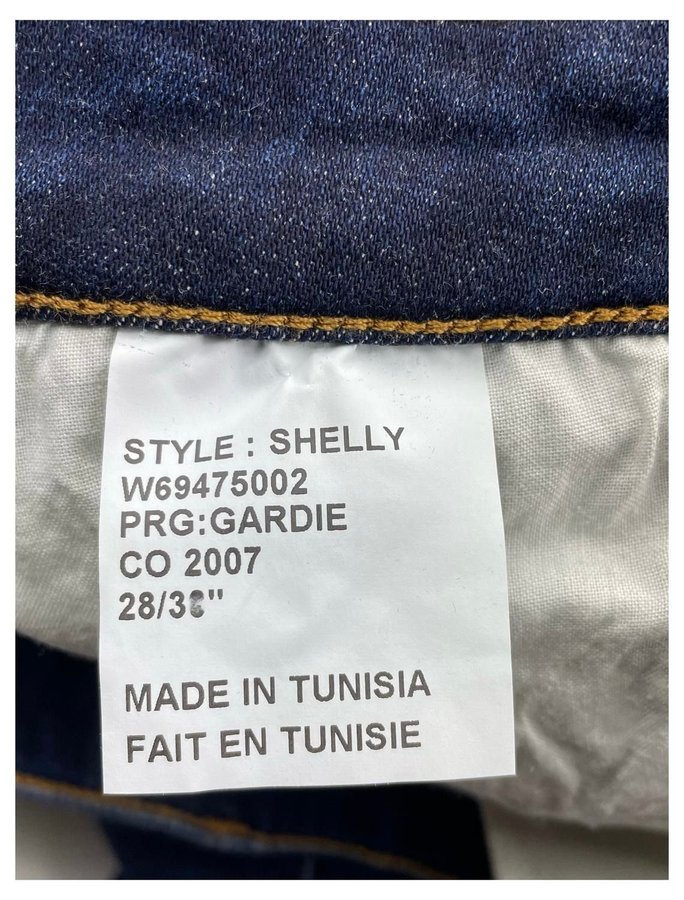 STYLE : SHELLY
W69475002
PRG:GARDIE
CO 2007
MADE IN TUNISIA
FAIT EN TUNISIE